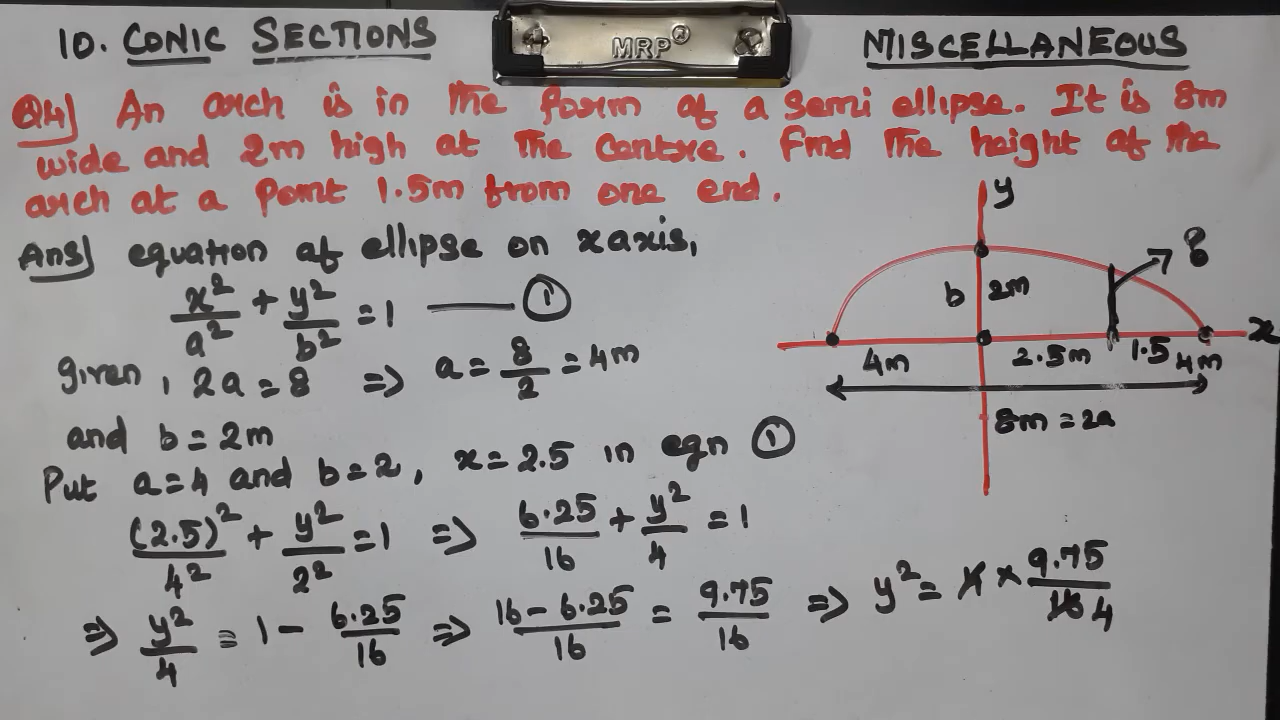 10. CONIC SECTIONS
MRP®
MISCELLANEOUS
Q4] An arch is in the form of a semi ellipse. It is 8m
wide and 2m high at the centre. Find the height of the
arch at a point 1.5m from one end.
Ans] equation of ellipse on x axis,
x²/a² + y²/b² = 1 —— ①
given, 2a = 8 ⇒ a = 8/2 = 4m
and b = 2m
Put a=4 and b=2, x=2.5 in eqn ①
(2.5)²/4² + y²/2² = 1 ⇒ 6.25/16 + y²/4 = 1
⇒ y²/4 = 1 - 6.25/16 ⇒ 16-6.25/16 = 9.75/16 ⇒ y² = 4 × 9.75/16 4
y
b 2m
?
4m 2.5m 1.5 4m x
8m = 2a